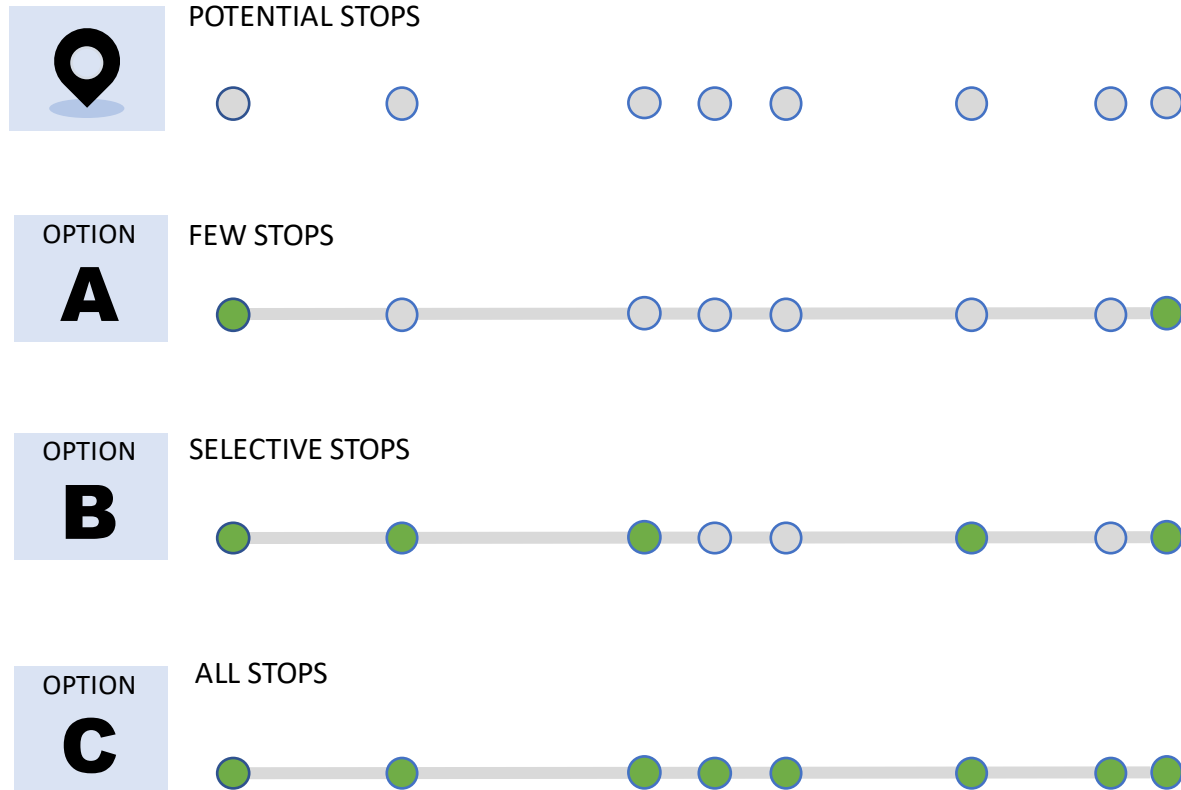 POTENTIAL STOPS
OPTION
A
FEW STOPS
OPTION
B
SELECTIVE STOPS
OPTION
C
ALL STOPS